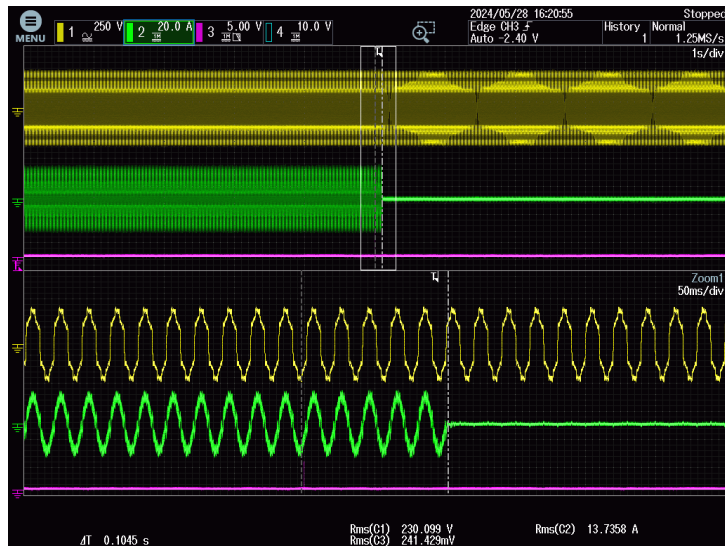 2024/05/28 16:20:55 Stopped
MENU 1 250 V 2 20.0 A 3 5.00 V 4 10.0 V Edge CH3 History Normal
Auto -2.40 V 1 1.25MS/s
1s/div
T
T
Zoom1
50ms/div
T
Rms(C1) 230.099 V Rms(C2) 13.7358 A
ΔT 0.1045 s Rms(C3) 241.429mV